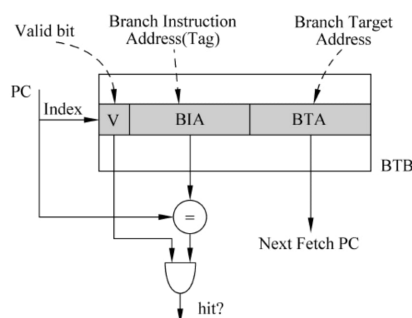 Valid bit
Branch Instruction
Address(Tag)
Branch Target
Address
PC
Index
V
BIA
BTA
BTB
=
Next Fetch PC
hit?